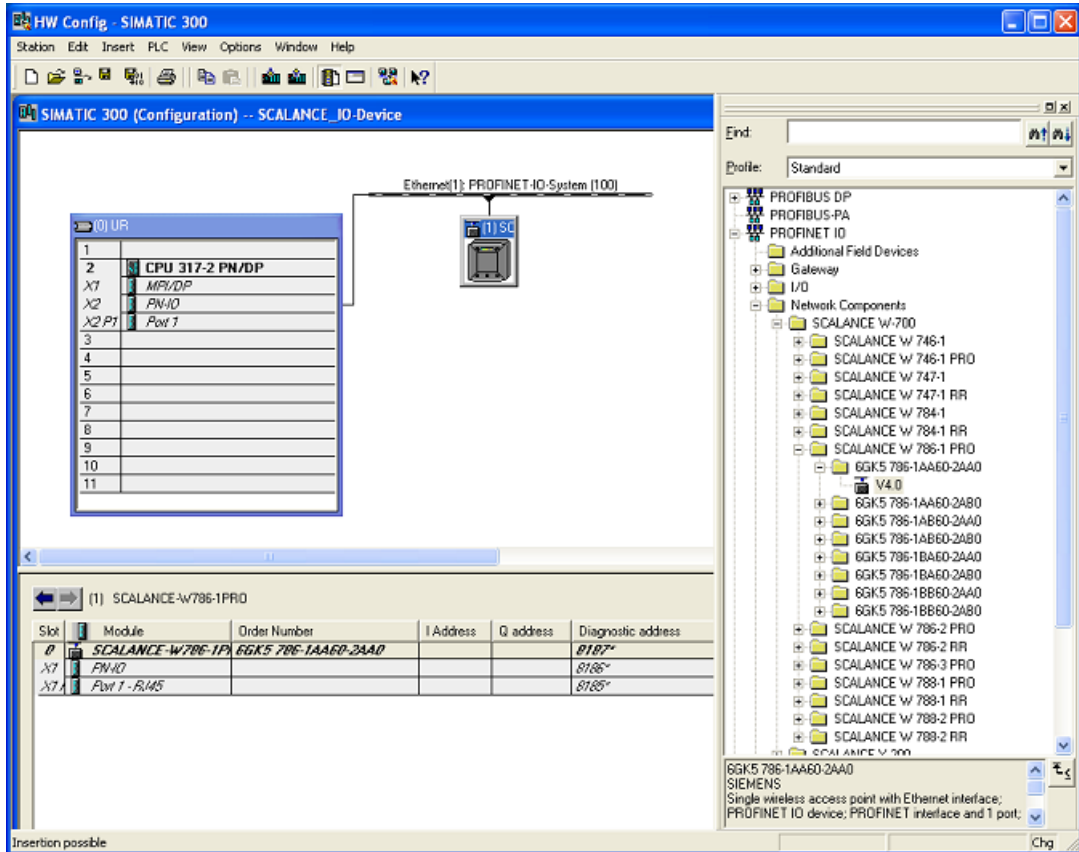 HW Config - SIMATIC 300
Station Edit Insert PLC View Options Window Help
SIMATIC 300 (Configuration) -- SCALANCE_IO-Device
Ethernet(1): PROFINET-IO-System (100)
(0) UR
(1) SC
1
2 CPU 317-2 PN/DP
X1 MPI/DP
X2 PN-IO
X2 P1 Port 1
3
4
5
6
7
8
9
10
11
(1) SCALANCE-W786-1PRO
Slot Module Order Number I Address Q address Diagnostic address
0 SCALANCE-W786-1P 6GK5 786-1AA60-2AA0 8187*
X1 PN-IO 8186*
X1 Port 1 - RJ45 8185*
Find:
Profile: Standard
PROFIBUS DP
PROFIBUS-PA
PROFINET IO
Additional Field Devices
Gateway
I/O
Network Components
SCALANCE W-700
SCALANCE W 746-1
SCALANCE W 746-1 PRO
SCALANCE W 747-1
SCALANCE W 747-1 RR
SCALANCE W 784-1
SCALANCE W 784-1 RR
SCALANCE W 786-1 PRO
6GK5 786-1AA60-2AA0
V4.0
6GK5 786-1AA60-2AB0
6GK5 786-1AB60-2AA0
6GK5 786-1AB60-2AB0
6GK5 786-1BA60-2AA0
6GK5 786-1BA60-2AB0
6GK5 786-1BB60-2AA0
6GK5 786-1BB60-2AB0
SCALANCE W 786-2 PRO
SCALANCE W 786-2 RR
SCALANCE W 786-3 PRO
SCALANCE W 788-1 PRO
SCALANCE W 788-1 RR
SCALANCE W 788-2 PRO
SCALANCE W 788-2 RR
6GK5 786-1AA60-2AA0
SIEMENS
Single wireless access point with Ethernet interface;
PROFINET IO device; PROFINET interface and 1 port;
Insertion possible
Chg